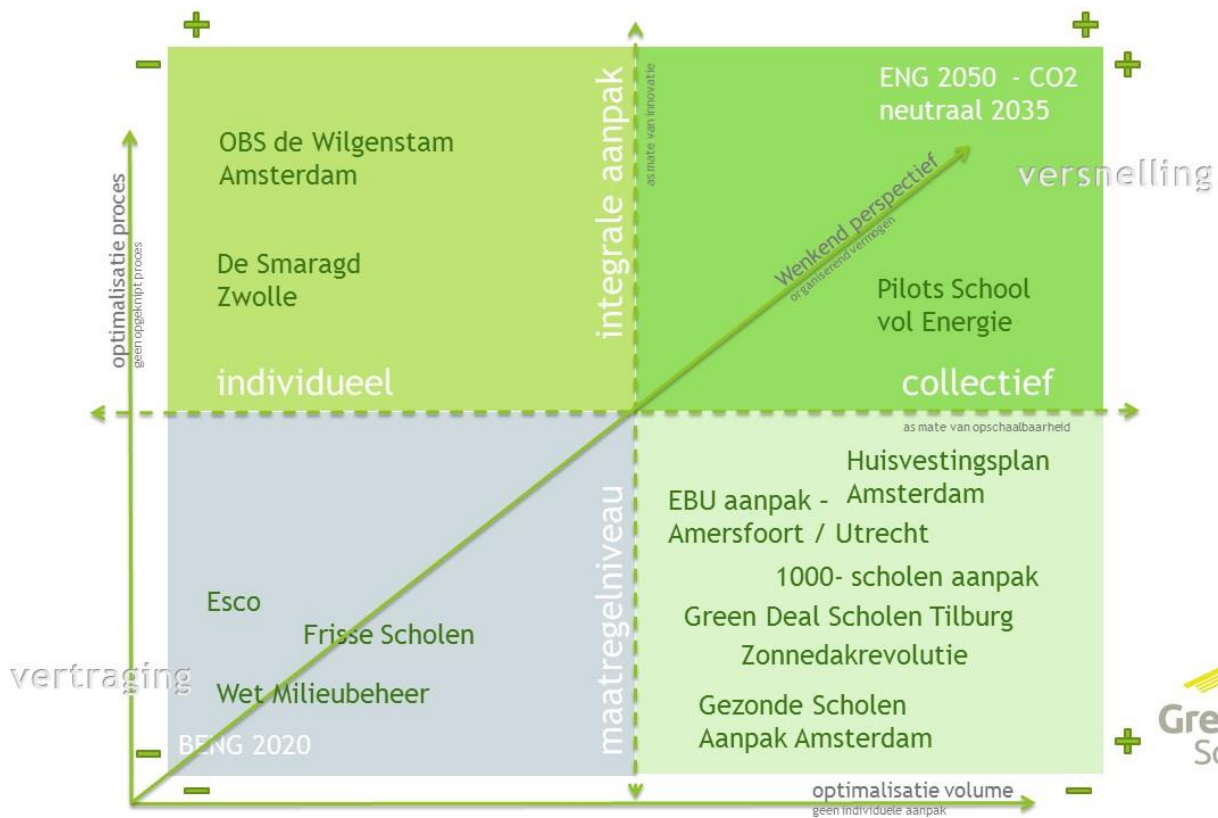 ENG 2050 - CO2
neutraal 2035
versnelling
OBS de Wilgenstam
Amsterdam
De Smaragd
Zwolle
individueel
optimalisatie proces
geen opgeknipt proces
integrale aanpak
as mate van innovatie
Wenkend perspectief
organiserend vermogen
Pilots School
vol Energie
collectief
as mate van opschaalbaarheid
Esco
Frisse Scholen
Wet Milieubeheer
vertraging
BENG 2020
maatregelniveau
Huisvestingsplan
Amsterdam
EBU aanpak -
Amersfoort / Utrecht
1000- scholen aanpak
Green Deal Scholen Tilburg
Zonnedakrevolutie
Gezonde Scholen
Aanpak Amsterdam
optimalisatie volume
geen individuele aanpak